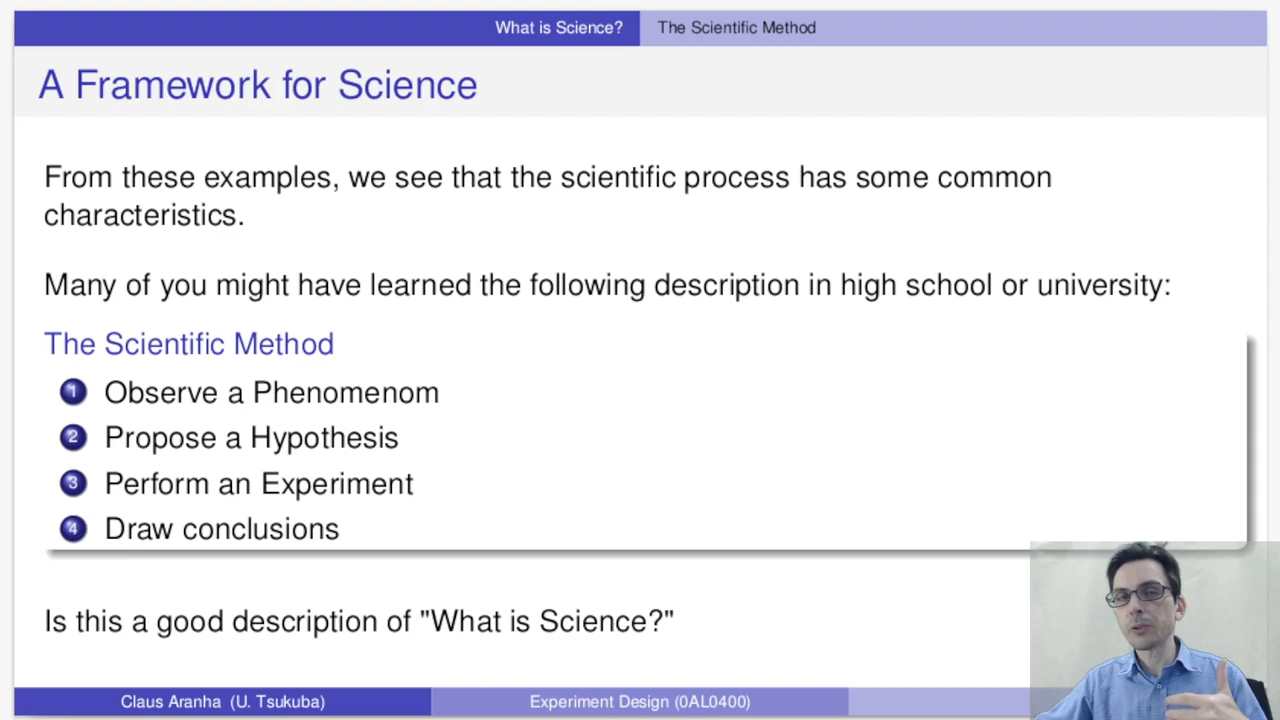 What is Science? The Scientific Method
A Framework for Science
From these examples, we see that the scientific process has some common
characteristics.
Many of you might have learned the following description in high school or university:
The Scientific Method
1 Observe a Phenomenom
2 Propose a Hypothesis
3 Perform an Experiment
4 Draw conclusions
Is this a good description of "What is Science?"
Claus Aranha (U. Tsukuba) Experiment Design (0AL0400)